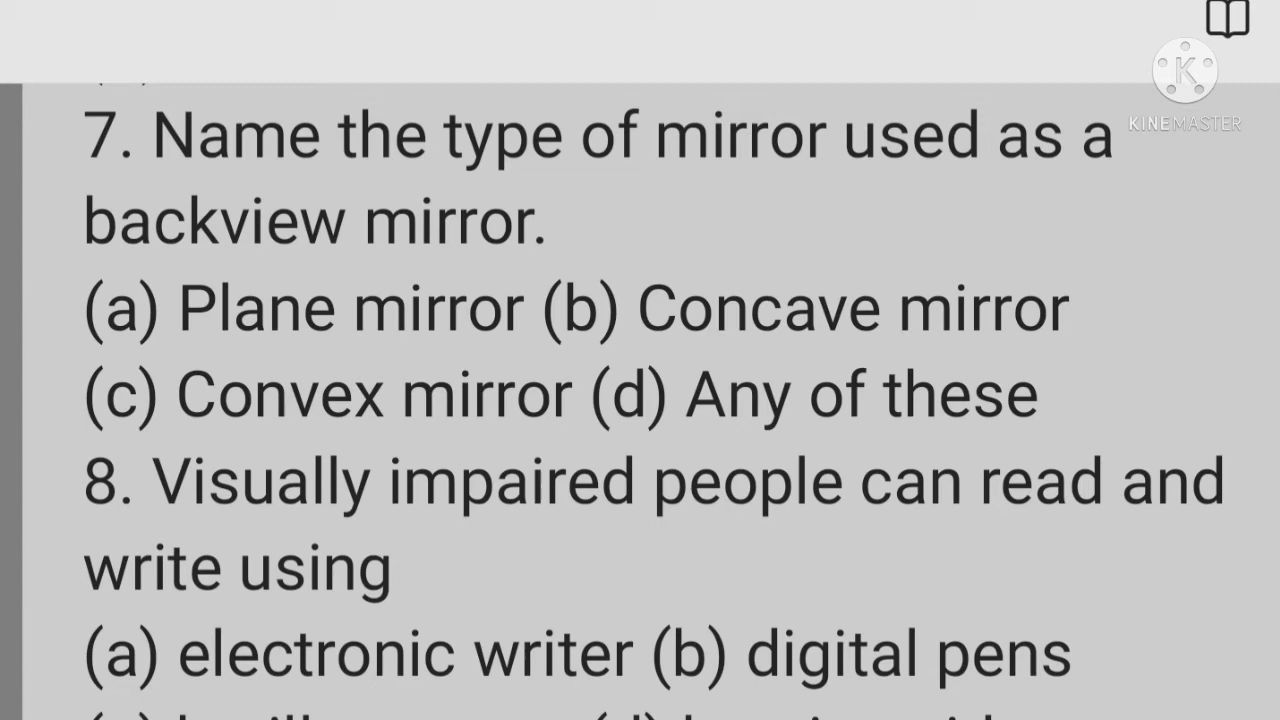 KINEMASTER
7. Name the type of mirror used as a
backview mirror.
(a) Plane mirror (b) Concave mirror
(c) Convex mirror (d) Any of these
8. Visually impaired people can read and
write using
(a) electronic writer (b) digital pens